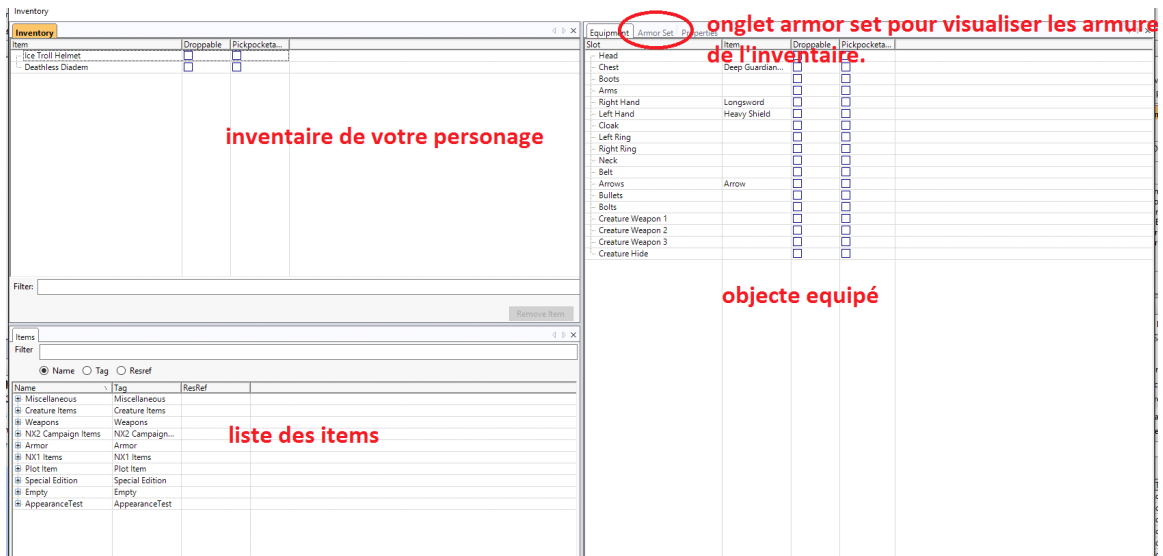 Inventory
Inventory
Item Droppable Pickpocketa...
Ice Troll Helmet
Deathless Diadem
inventaire de votre personage
Filter:
Remove Item
Items
Filter
Name Tag Resref
Name Tag ResRef
Miscellaneous Miscellaneous
Creature Items Creature Items
Weapons Weapons
NX2 Campaign Items NX2 Campaign...
Armor Armor
NX1 Items NX1 Items
Plot Item Plot Item
Special Edition Special Edition
Empty Empty
AppearanceTest AppearanceTest
liste des items
Equipment Armor Set Properties
onglet armor set pour visualiser les armure
de l'inventaire.
Slot Item Droppable Pickpocketa...
Head
Chest Deep Guardian...
Boots
Arms
Right Hand Longsword
Left Hand Heavy Shield
Cloak
Left Ring
Right Ring
Neck
Belt
Arrows Arrow
Bullets
Bolts
Creature Weapon 1
Creature Weapon 2
Creature Weapon 3
Creature Hide
objecte equipé